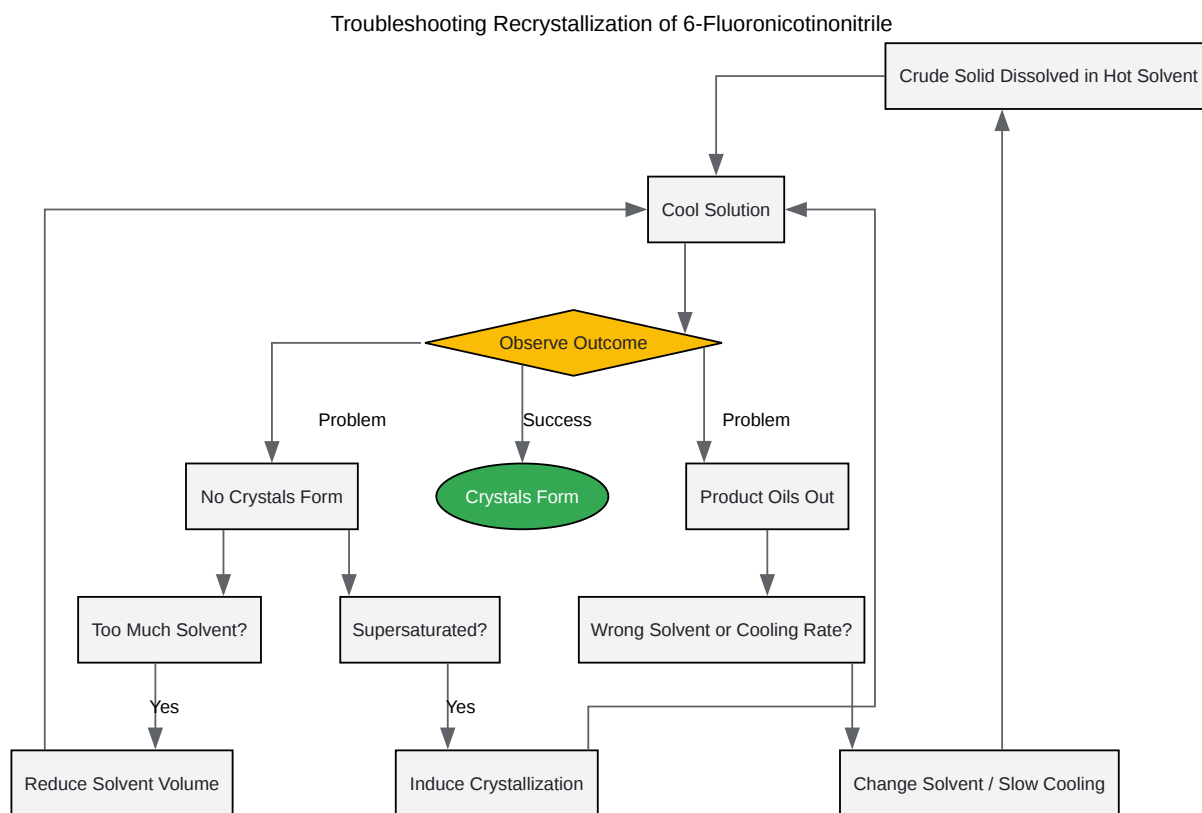 Troubleshooting Recrystallization of 6-Fluoronicotinonitrile
Crude Solid Dissolved in Hot Solvent
Cool Solution
Observe Outcome
Problem
Success
Problem
No Crystals Form
Crystals Form
Product Oils Out
Too Much Solvent?
Supersaturated?
Wrong Solvent or Cooling Rate?
Yes
Yes
Reduce Solvent Volume
Induce Crystallization
Change Solvent / Slow Cooling